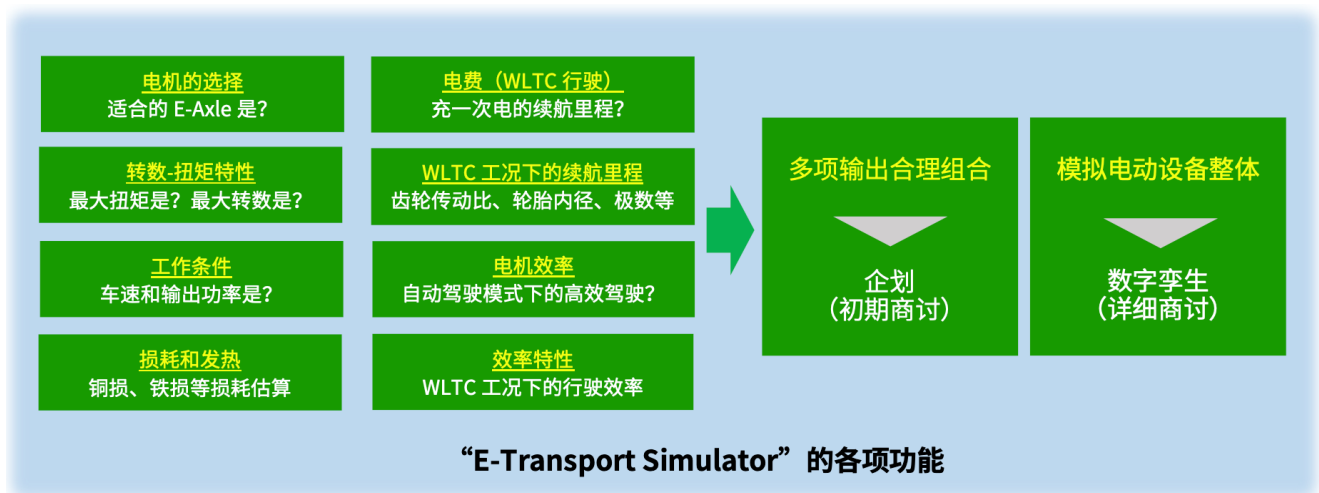 电机的选择
适合的 E-Axle 是？
转数-扭矩特性
最大扭矩是？最大转数是？
工作条件
车速和输出功率是？
损耗和发热
铜损、铁损等损耗估算
电费（WLTC 行驶）
充一次电的续航里程？
WLTC 工况下的续航里程
齿轮传动比、轮胎内径、极数等
电机效率
自动驾驶模式下的高效驾驶？
效率特性
WLTC 工况下的行驶效率
多项输出合理组合
企划
（初期商讨）
模拟电动设备整体
数字孪生
（详细商讨）
“E-Transport Simulator”的各项功能